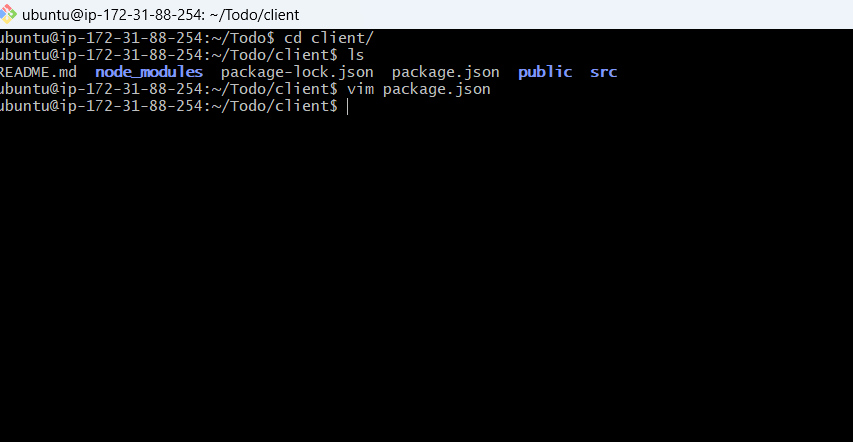 ubuntu@ip-172-31-88-254: ~/Todo/client
ubuntu@ip-172-31-88-254:~/Todo$ cd client/
ubuntu@ip-172-31-88-254:~/Todo/client$ ls
README.md  node_modules  package-lock.json  package.json  public  src
ubuntu@ip-172-31-88-254:~/Todo/client$ vim package.json
ubuntu@ip-172-31-88-254:~/Todo/client$